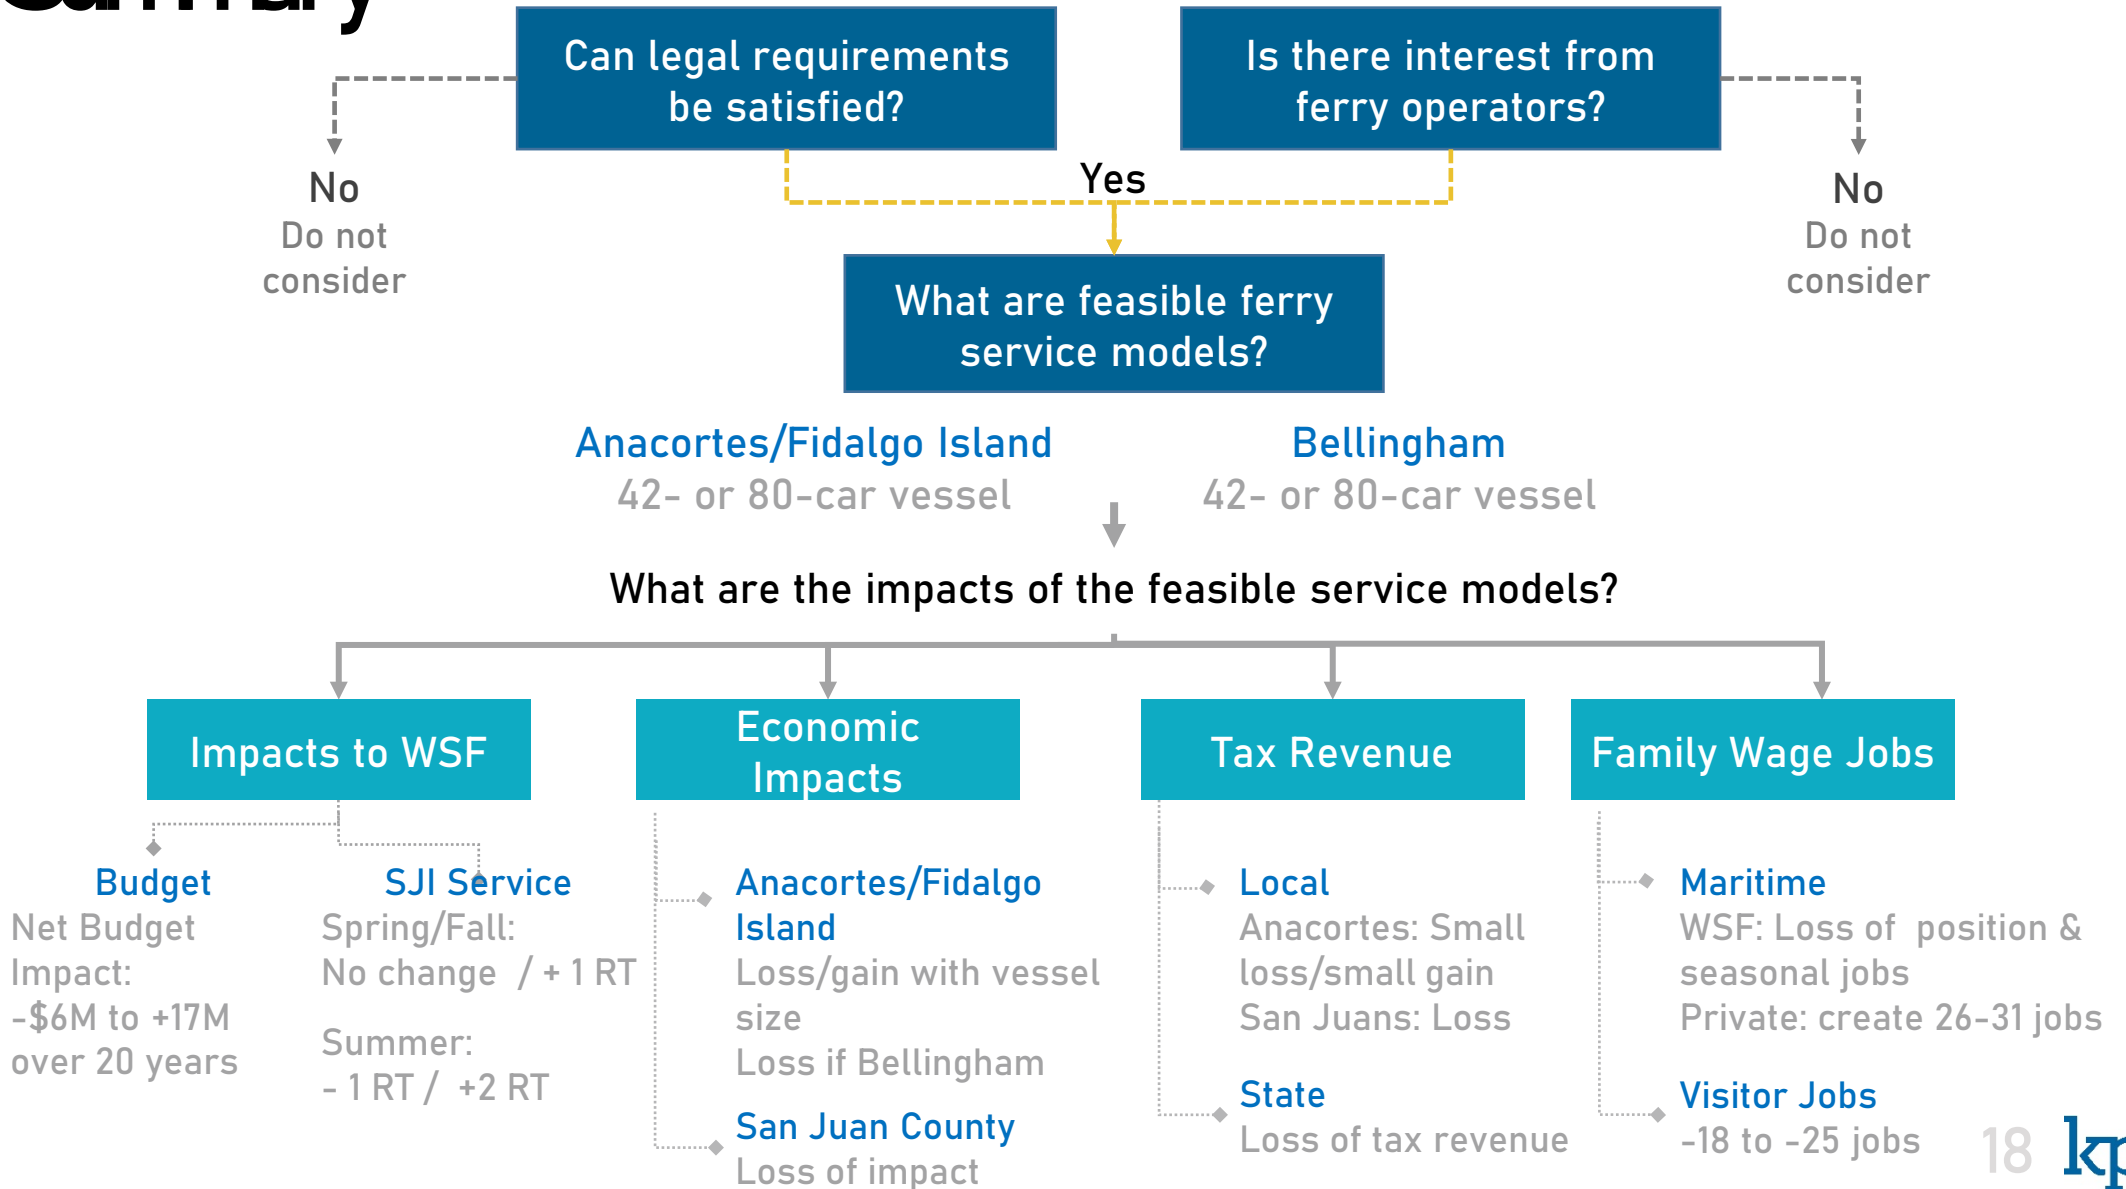 Summary
Can legal requirements
be satisfied?
Is there interest from
ferry operators?
No
Do not
consider
Yes
No
Do not
consider
What are feasible ferry
service models?
Anacortes/Fidalgo Island
42- or 80-car vessel
Bellingham
42- or 80-car vessel
What are the impacts of the feasible service models?
Impacts to WSF
Economic
Impacts
Tax Revenue
Family Wage Jobs
Budget
Net Budget
Impact:
-$6M to +17M
over 20 years
SJI Service
Spring/Fall:
No change / + 1 RT
Summer:
- 1 RT / +2 RT
Anacortes/Fidalgo
Island
Loss/gain with vessel
size
Loss if Bellingham
San Juan County
Loss of impact
Local
Anacortes: Small
loss/small gain
San Juans: Loss
State
Loss of tax revenue
Maritime
WSF: Loss of position &
seasonal jobs
Private: create 26-31 jobs
Visitor Jobs
-18 to -25 jobs
18